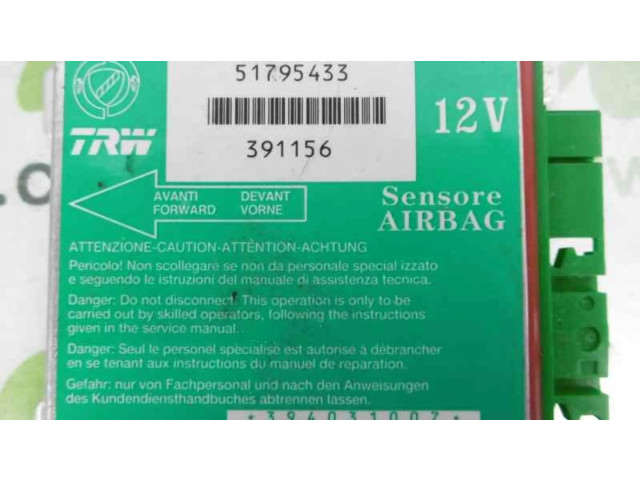 51795433
391156
12V
TRW
AVANTI DEVANT
FORWARD VORNE
Sensore
AIRBAG
ATTENZIONE-CAUTION-ATTENTION-ACHTUNG
Pericolo! Non scollegare se non da personale special izzato
e seguendo le istruzioni del manuale di assistenza tecnica.
Danger: Do not disconnect. This operation is only to be
carried out by skilled operators, following the instructions
given in the service manual.
Danger: Seul le personel spécialisé est autorisé à débrancher
en se tenant aux instructions du manuel de reparation.
Gefahr: nur von Fachpersonal und nach den Anweisungen
des Kundendiensthandbuches abtrennen lassen.
*394031007*